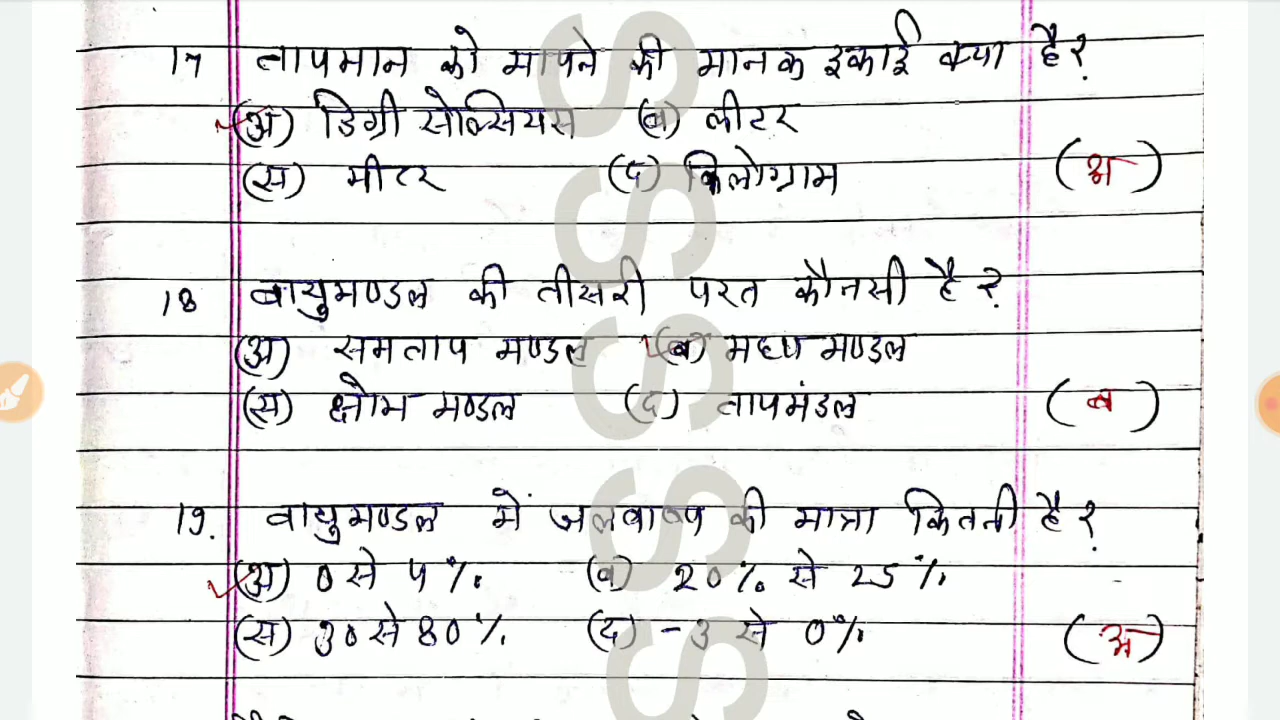 17 तापमान को मापने की मानक इकाई क्या है?
(अ) डिग्री सेल्सियस (ब) लीटर
(स) मीटर (द) किलोग्राम (अ)
18 वायुमण्डल की तीसरी परत कौनसी है?
(अ) समताप मण्डल (ब) मध्य मण्डल
(स) क्षोभ मण्डल (द) तापमंडल (ब)
19. वायुमण्डल में जलवाष्प की मात्रा कितनी है?
(अ) 0 से 4%. (ब) 20% से 25%.
(स) 30 से 80%. (द) -3 से 0%. (अ)